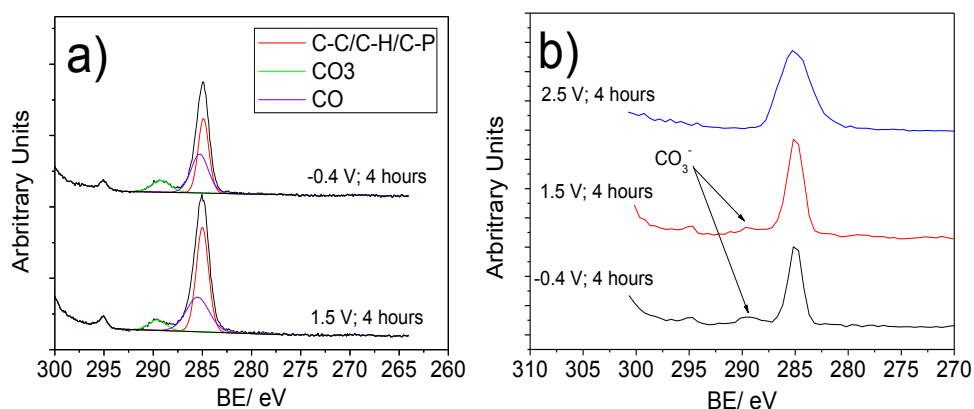 a)
C-C/C-H/C-P
CO3
CO
-0.4 V; 4 hours
1.5 V; 4 hours
Arbritrary Units
300 295 290 285 280 275 270 265 260
BE/ eV
b)
2.5 V; 4 hours
CO3-
1.5 V; 4 hours
-0.4 V; 4 hours
Arbritrary Units
310 305 300 295 290 285 280 275 270
BE/ eV